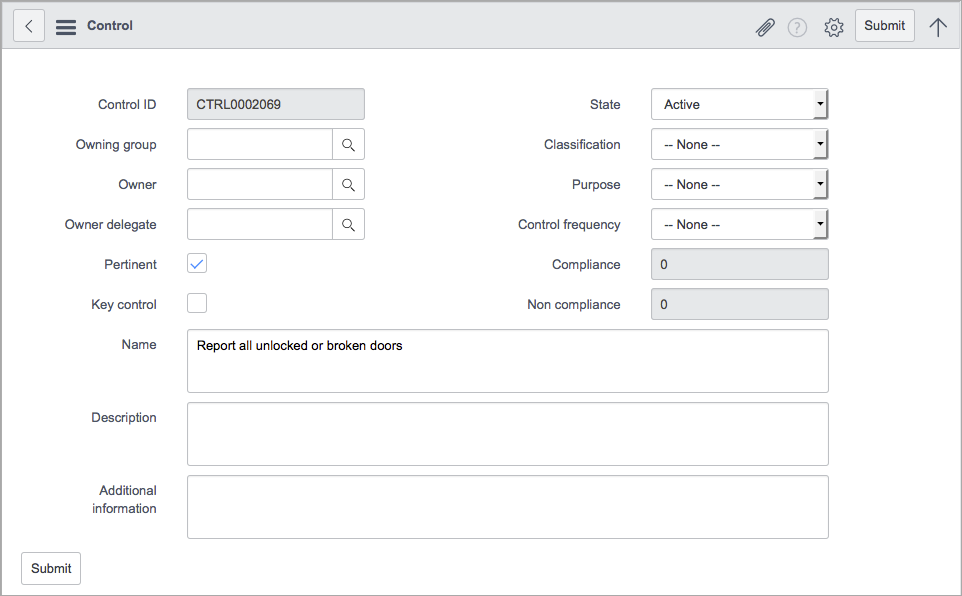 Control
?
Submit
Control ID
CTRL0002069
State
Active
Owning group
Classification
-- None --
Owner
Purpose
-- None --
Owner delegate
Control frequency
-- None --
Pertinent
Compliance
0
Key control
Non compliance
0
Name
Report all unlocked or broken doors
Description
Additional
information
Submit